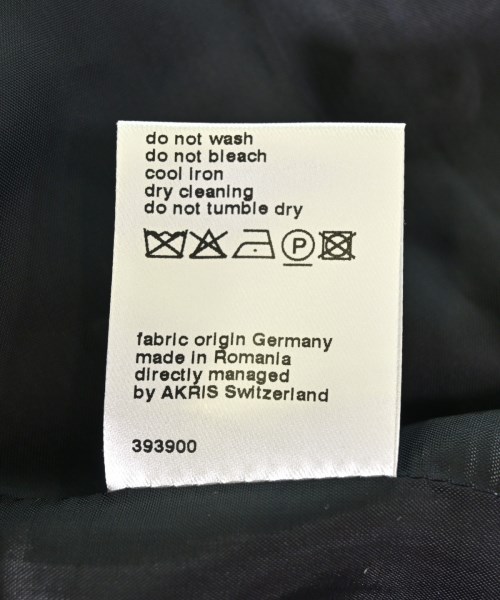 do not wash
do not bleach
cool iron
dry cleaning
do not tumble dry
P
fabric origin Germany
made in Romania
directly managed
by AKRIS Switzerland
393900